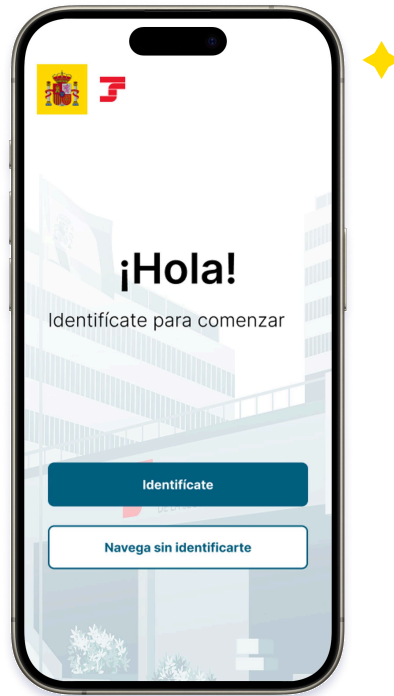 ¡Hola!
Identifícate para comenzar
Identifícate
Navega sin identificarte